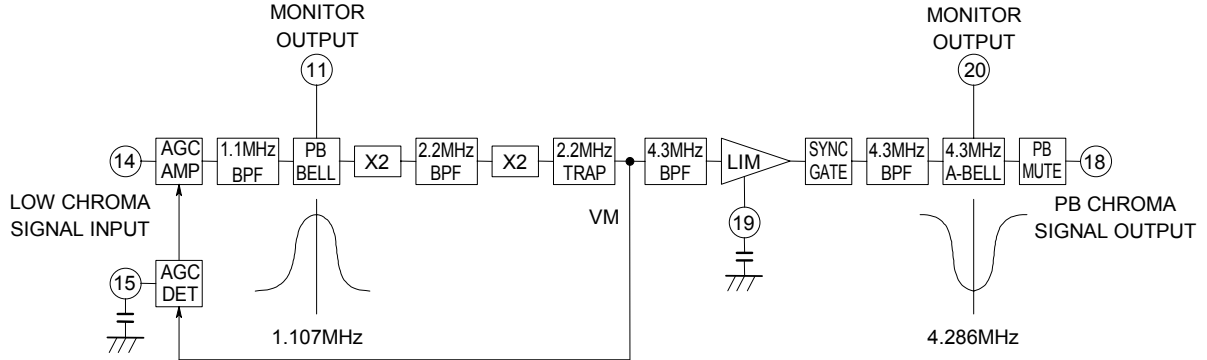 MONITOR
OUTPUT
11
MONITOR
OUTPUT
20
14
AGC
AMP
1.1MHz
BPF
PB
BELL
X2
2.2MHz
BPF
X2
2.2MHz
TRAP
4.3MHz
BPF
LIM
SYNC
GATE
4.3MHz
BPF
4.3MHz
A-BELL
PB
MUTE
18
LOW CHROMA
SIGNAL INPUT
VM
19
PB CHROMA
SIGNAL OUTPUT
15
AGC
DET
1.107MHz
4.286MHz